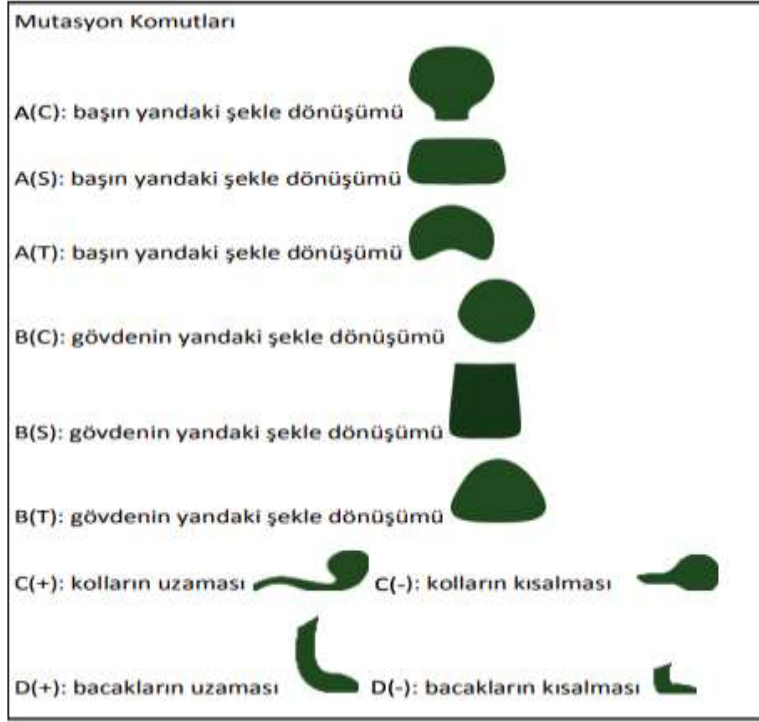 Mutasyon Komutları
A(C): başın yandaki şekle dönüşümü
A(S): başın yandaki şekle dönüşümü
A(T): başın yandaki şekle dönüşümü
B(C): gövdenin yandaki şekle dönüşümü
B(S): gövdenin yandaki şekle dönüşümü
B(T): gövdenin yandaki şekle dönüşümü
C(+): kolların uzaması C(-): kolların kısalması
D(+): bacakların uzaması D(-): bacakların kısalması